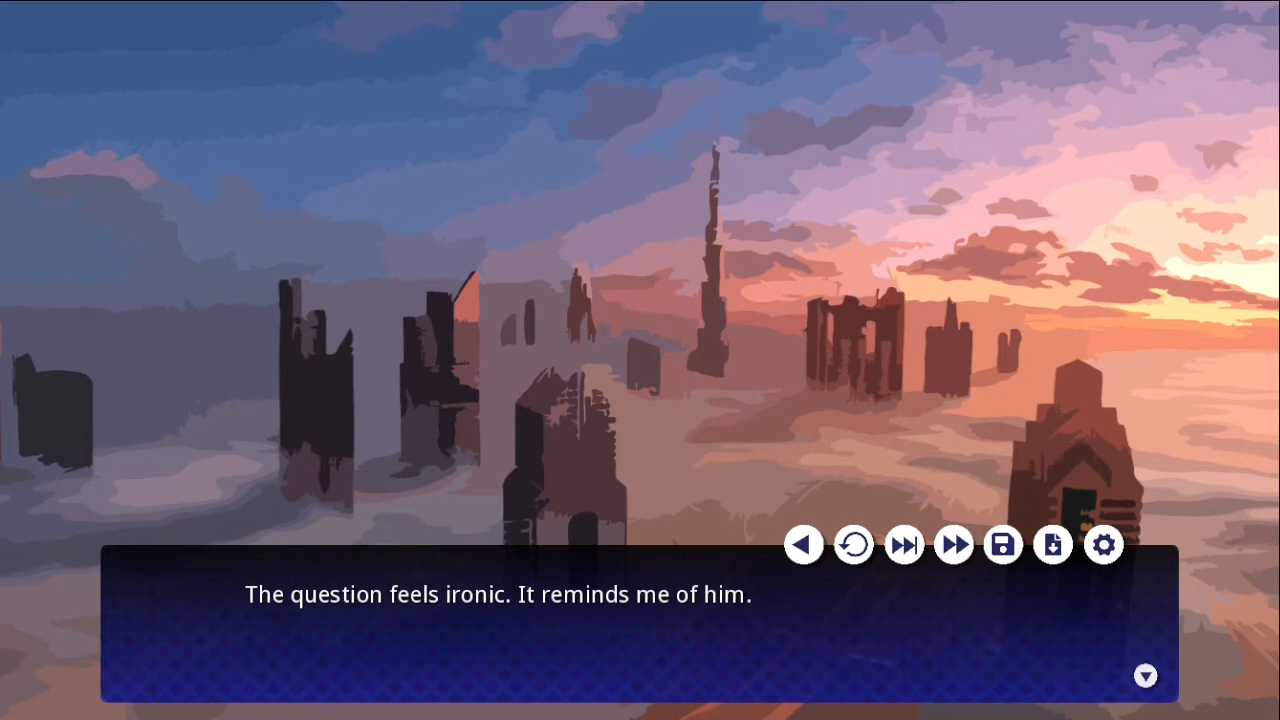 The question feels ironic. It reminds me of him.